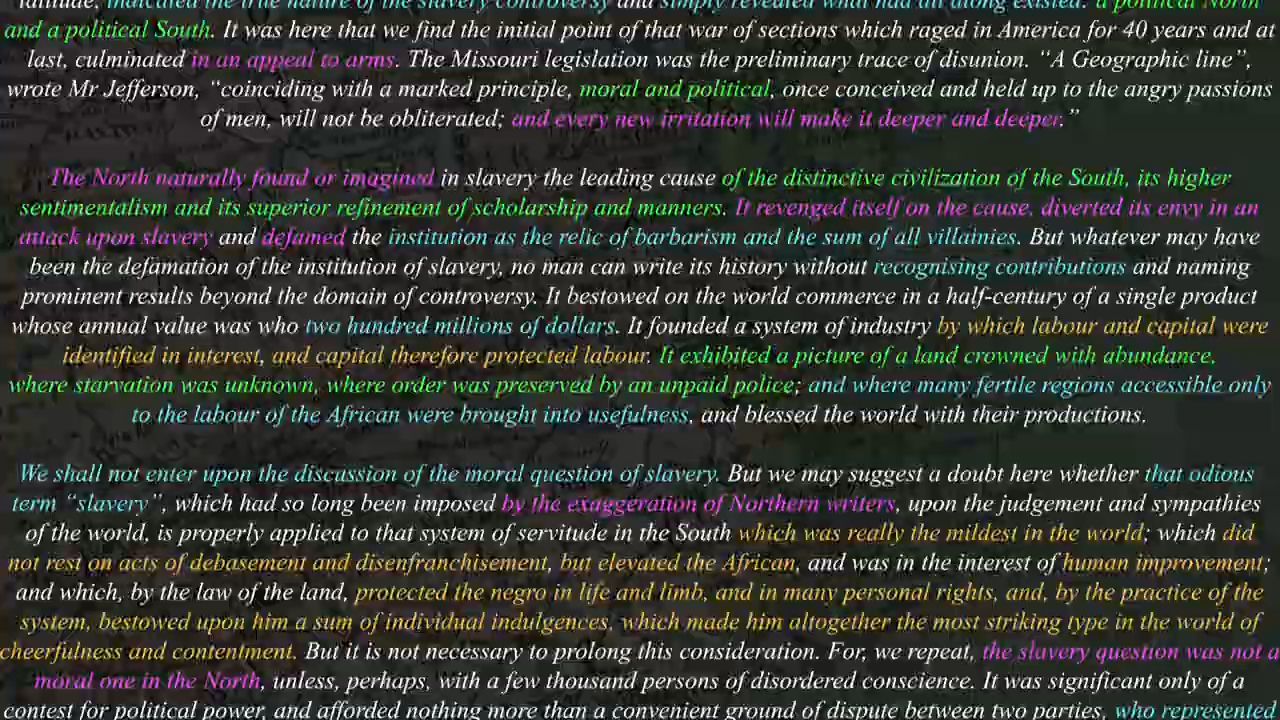 latitude, indicated the true nature of the slavery controversy and simply revealed what had all along existed: a political North
and a political South. It was here that we find the initial point of that war of sections which raged in America for 40 years and at
last, culminated in an appeal to arms. The Missouri legislation was the preliminary trace of disunion. “A Geographic line”,
wrote Mr Jefferson, “coinciding with a marked principle, moral and political, once conceived and held up to the angry passions
of men, will not be obliterated; and every new irritation will make it deeper and deeper.”
The North naturally found or imagined in slavery the leading cause of the distinctive civilization of the South, its higher
sentimentalism and its superior refinement of scholarship and manners. It revenged itself on the cause, diverted its envy in an
attack upon slavery and defamed the institution as the relic of barbarism and the sum of all villainies. But whatever may have
been the defamation of the institution of slavery, no man can write its history without recognising contributions and naming
prominent results beyond the domain of controversy. It bestowed on the world commerce in a half-century of a single product
whose annual value was who two hundred millions of dollars. It founded a system of industry by which labour and capital were
identified in interest, and capital therefore protected labour. It exhibited a picture of a land crowned with abundance,
where starvation was unknown, where order was preserved by an unpaid police; and where many fertile regions accessible only
to the labour of the African were brought into usefulness, and blessed the world with their productions.
We shall not enter upon the discussion of the moral question of slavery. But we may suggest a doubt here whether that odious
term “slavery”, which had so long been imposed by the exaggeration of Northern writers, upon the judgement and sympathies
of the world, is properly applied to that system of servitude in the South which was really the mildest in the world; which did
not rest on acts of debasement and disenfranchisement, but elevated the African, and was in the interest of human improvement;
and which, by the law of the land, protected the negro in life and limb, and in many personal rights, and, by the practice of the
system, bestowed upon him a sum of individual indulgences, which made him altogether the most striking type in the world of
cheerfulness and contentment. But it is not necessary to prolong this consideration. For, we repeat, the slavery question was not a
moral one in the North, unless, perhaps, with a few thousand persons of disordered conscience. It was significant only of a
contest for political power, and afforded nothing more than a convenient ground of dispute between two parties, who represented